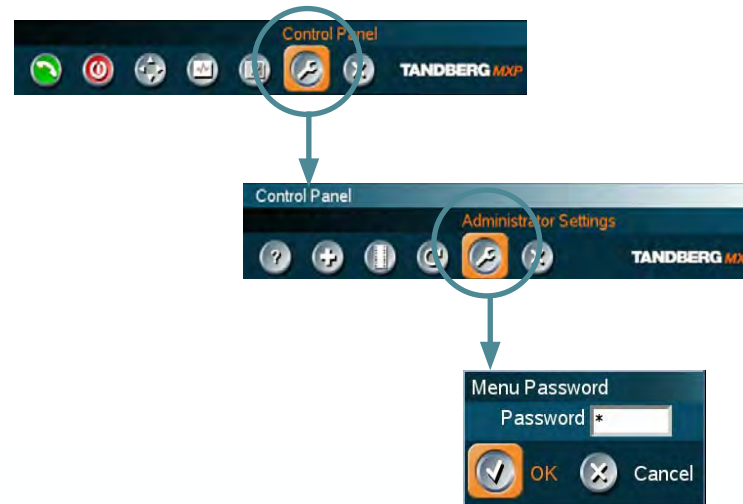 Control Panel
TANDBERG MXP
Control Panel
Administrator Settings
?
TANDBERG MX
Menu Password
Password *
OK Cancel